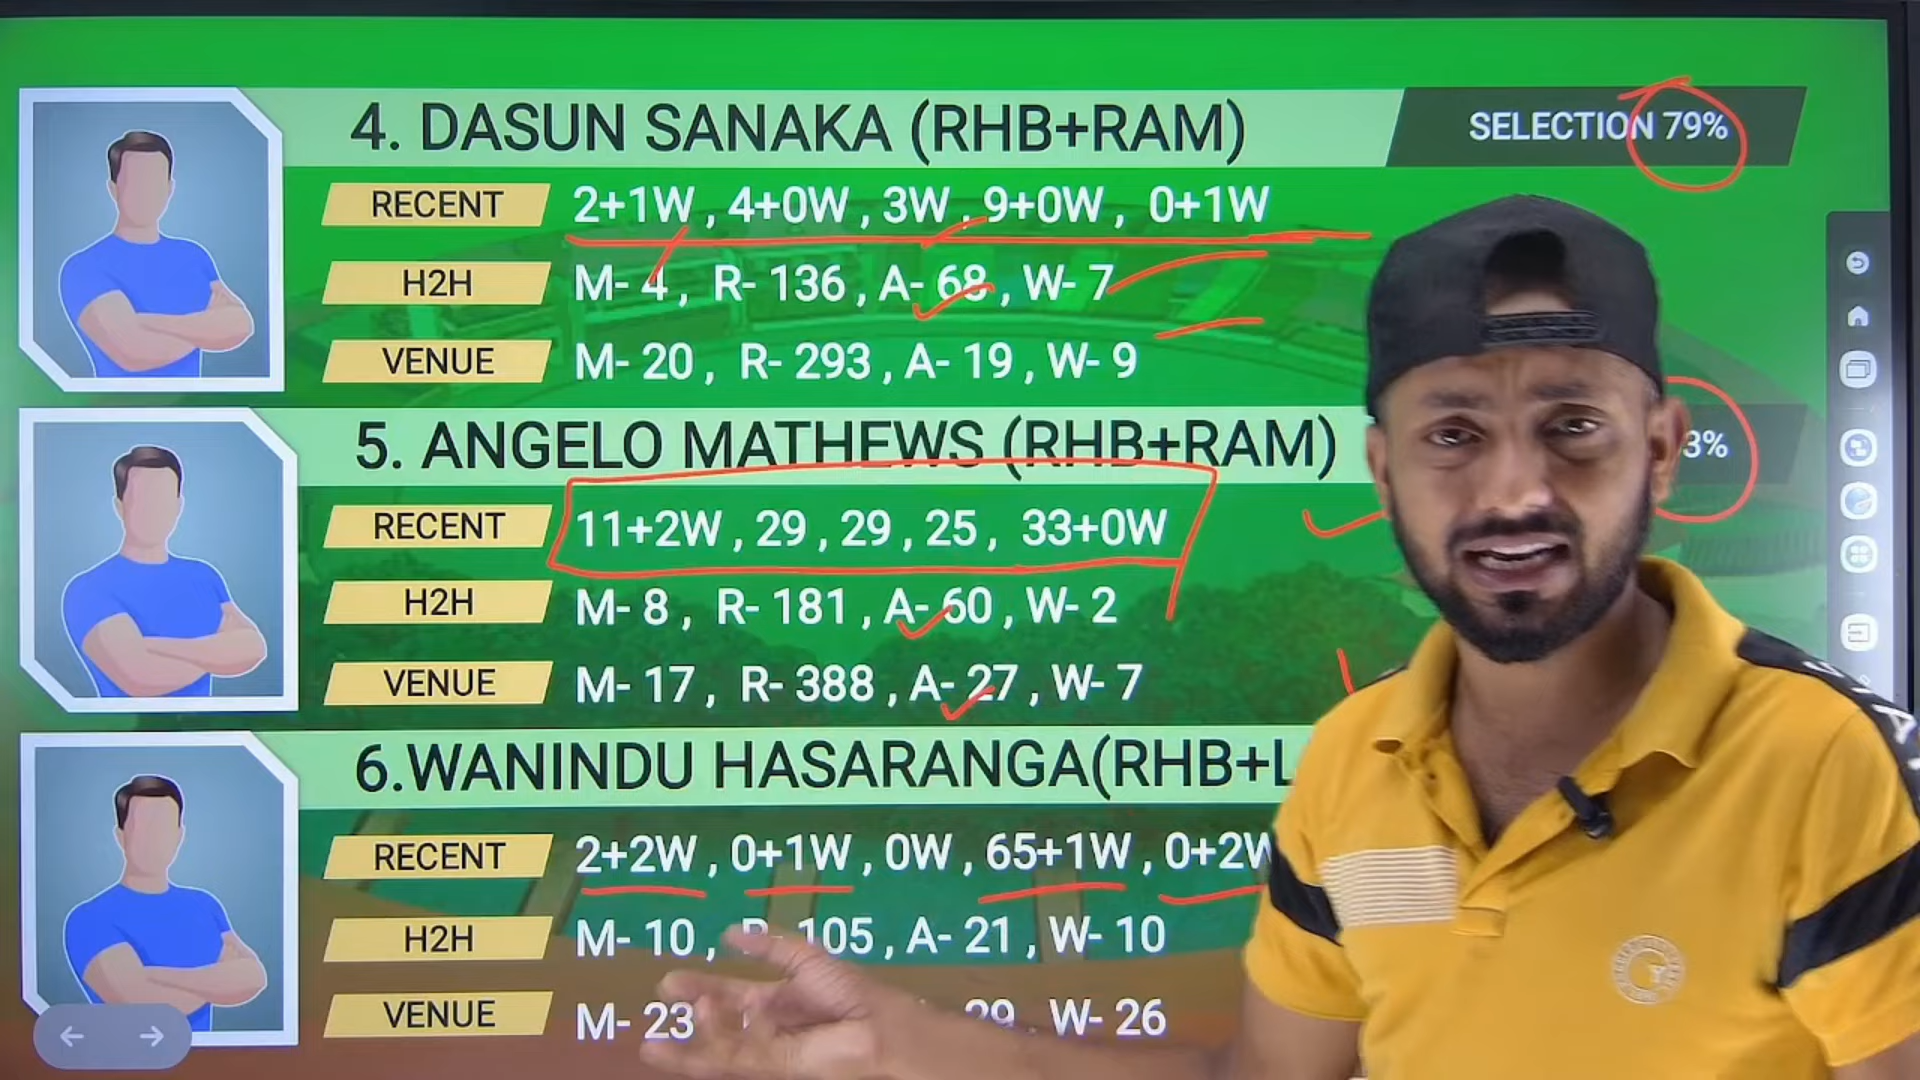 4. DASUN SANAKA (RHB+RAM)
SELECTION 79%
RECENT 2+1W , 4+0W , 3W , 9+0W , 0+1W
H2H M- 4 , R- 136 , A- 68 , W- 7
VENUE M- 20 , R- 293 , A- 19 , W- 9
5. ANGELO MATHEWS (RHB+RAM)
3%
RECENT 11+2W , 29 , 29 , 25 , 33+0W
H2H M- 8 , R- 181 , A- 60 , W- 2
VENUE M- 17 , R- 388 , A- 27 , W- 7
6.WANINDU HASARANGA(RHB+L
RECENT 2+2W , 0+1W , 0W , 65+1W , 0+2W
H2H M- 10 , R- 105 , A- 21 , W- 10
VENUE M- 23 29 , W- 26